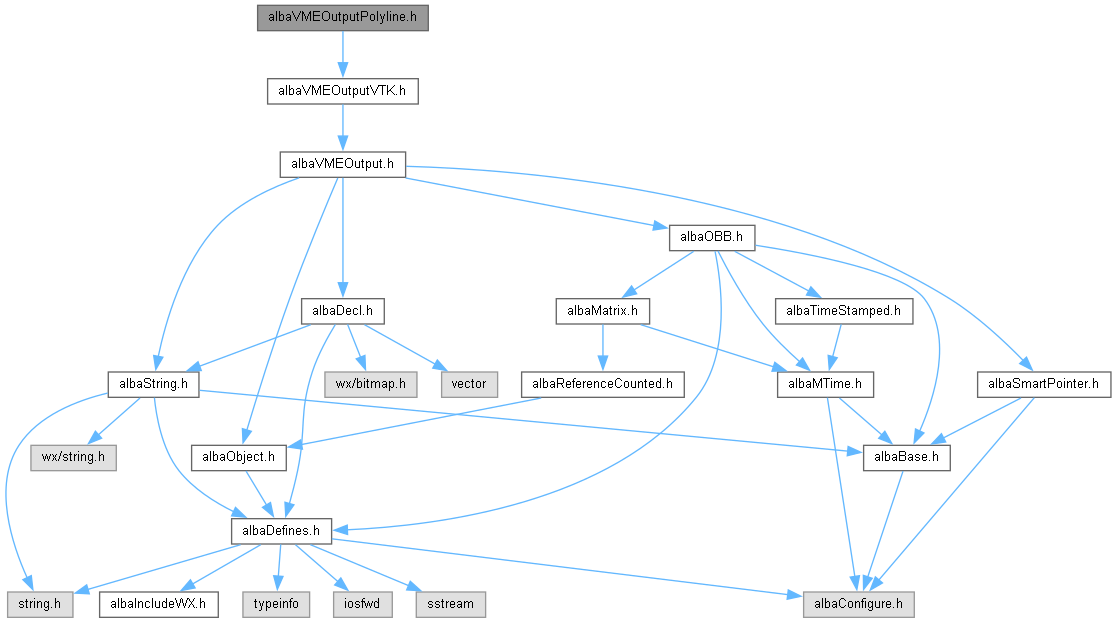 albaVMEOutputPolyline.h
albaVMEOutputVTK.h
albaVMEOutput.h
albaOBB.h
albaDecl.h
albaMatrix.h
albaTimeStamped.h
albaString.h
wx/bitmap.h
vector
albaReferenceCounted.h
albaMTime.h
albaSmartPointer.h
wx/string.h
albaObject.h
albaBase.h
albaDefines.h
string.h
albaIncludeWX.h
typeinfo
iosfwd
sstream
albaConfigure.h